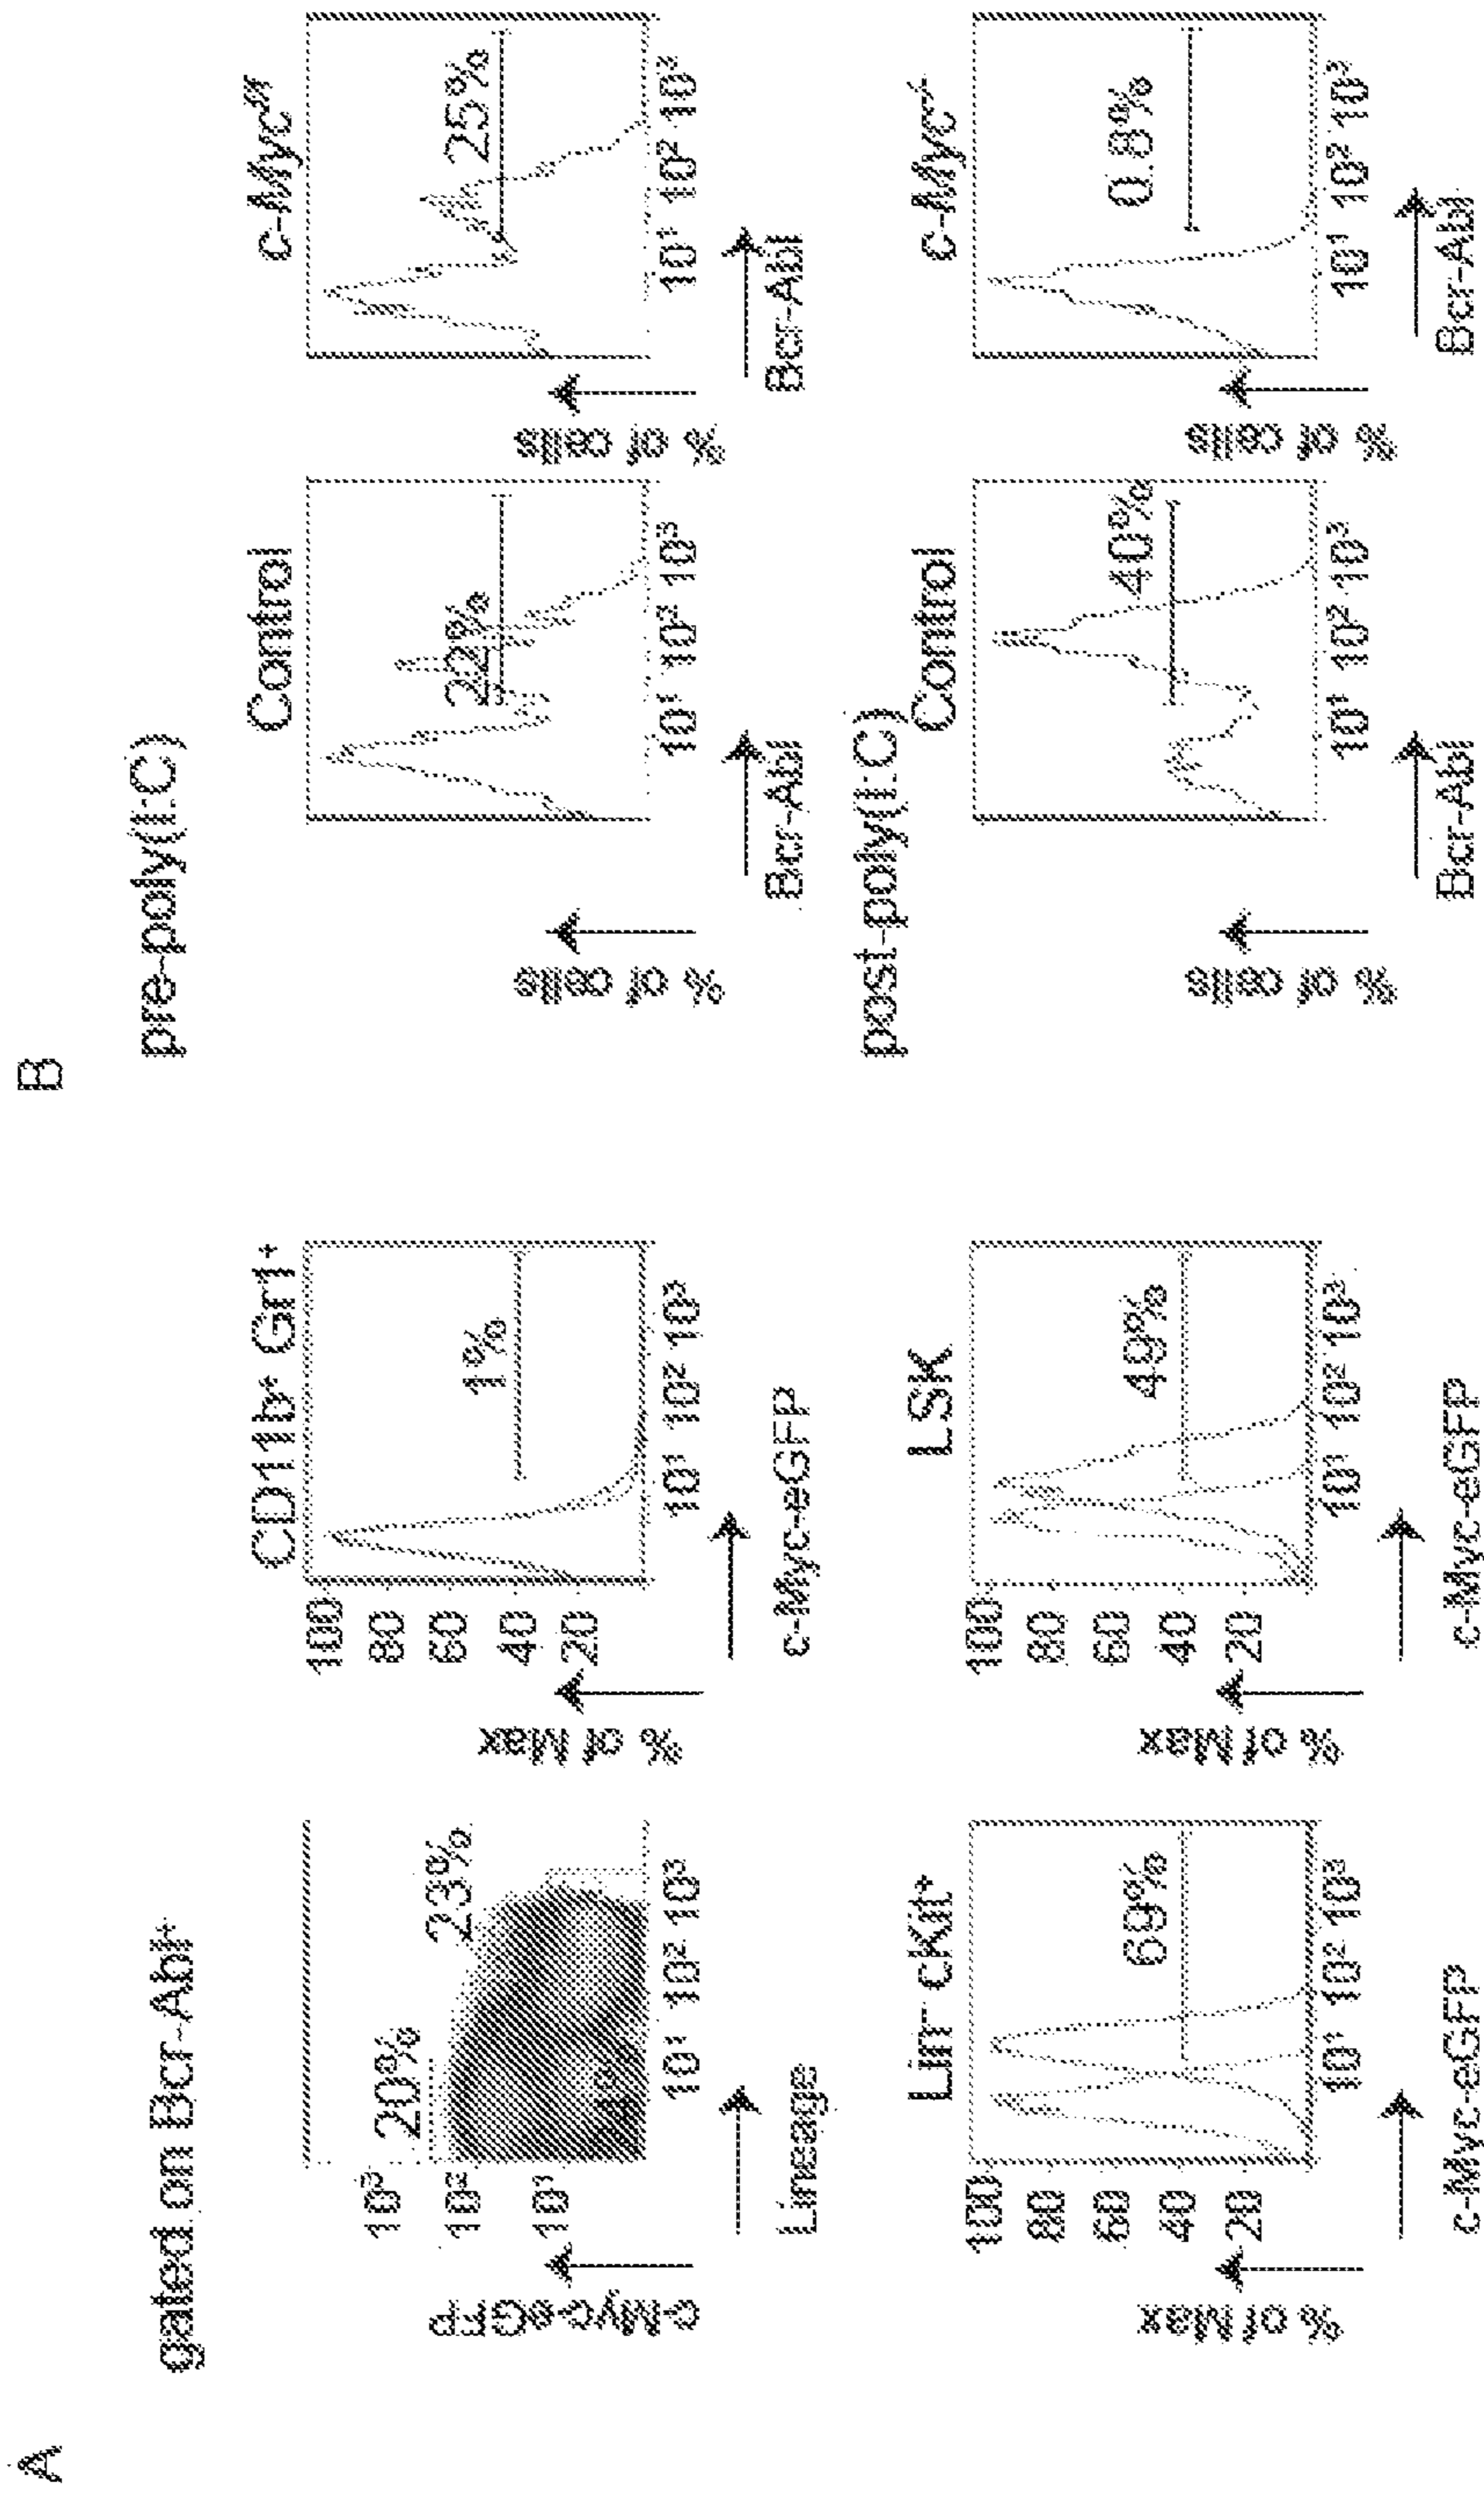 A
gated on Bcr-Abl⁺
c-Myc-eGFP
10³
10²
10¹
20%
23%
10¹ 10² 10³
Lineage
CD11b⁺ Gr1⁺
% of Max
100
80
60
40
20
1%
10¹ 10² 10³
c-Myc-eGFP
Lin⁻ cKit⁺
% of Max
100
80
60
40
20
69%
10¹ 10² 10³
c-Myc-eGFP
LSK
% of Max
100
80
60
40
20
49%
10¹ 10² 10³
c-Myc-eGFP
B
pre-poly(I:C)
Control
% of cells
22%
10¹ 10² 10³
Bcr-Abl
c-Myc^f/f
% of cells
25%
10¹ 10² 10³
Bcr-Abl
post-poly(I:C)
Control
% of cells
40%
10¹ 10² 10³
Bcr-Abl
c-Myc^-/-
% of cells
0.8%
10¹ 10² 10³
Bcr-Abl